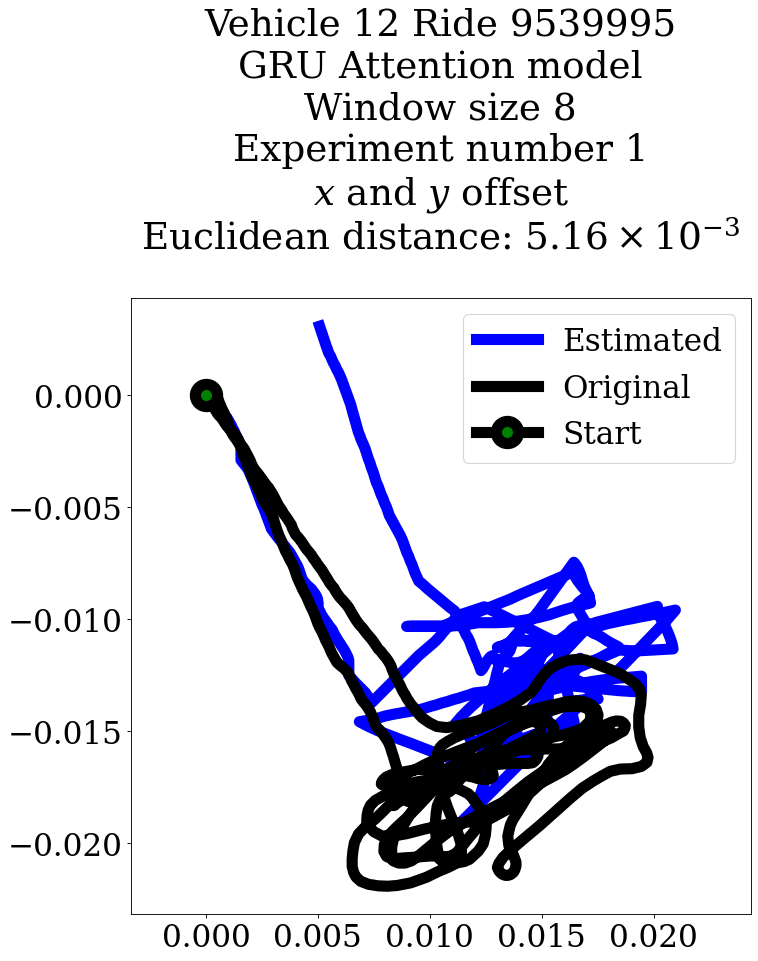 Vehicle 12 Ride 9539995
GRU Attention model
Window size 8
Experiment number 1
x and y offset
Euclidean distance: 5.16 × 10⁻³
Estimated
Original
Start
0.000
−0.005
−0.010
−0.015
−0.020
0.000 0.005 0.010 0.015 0.020